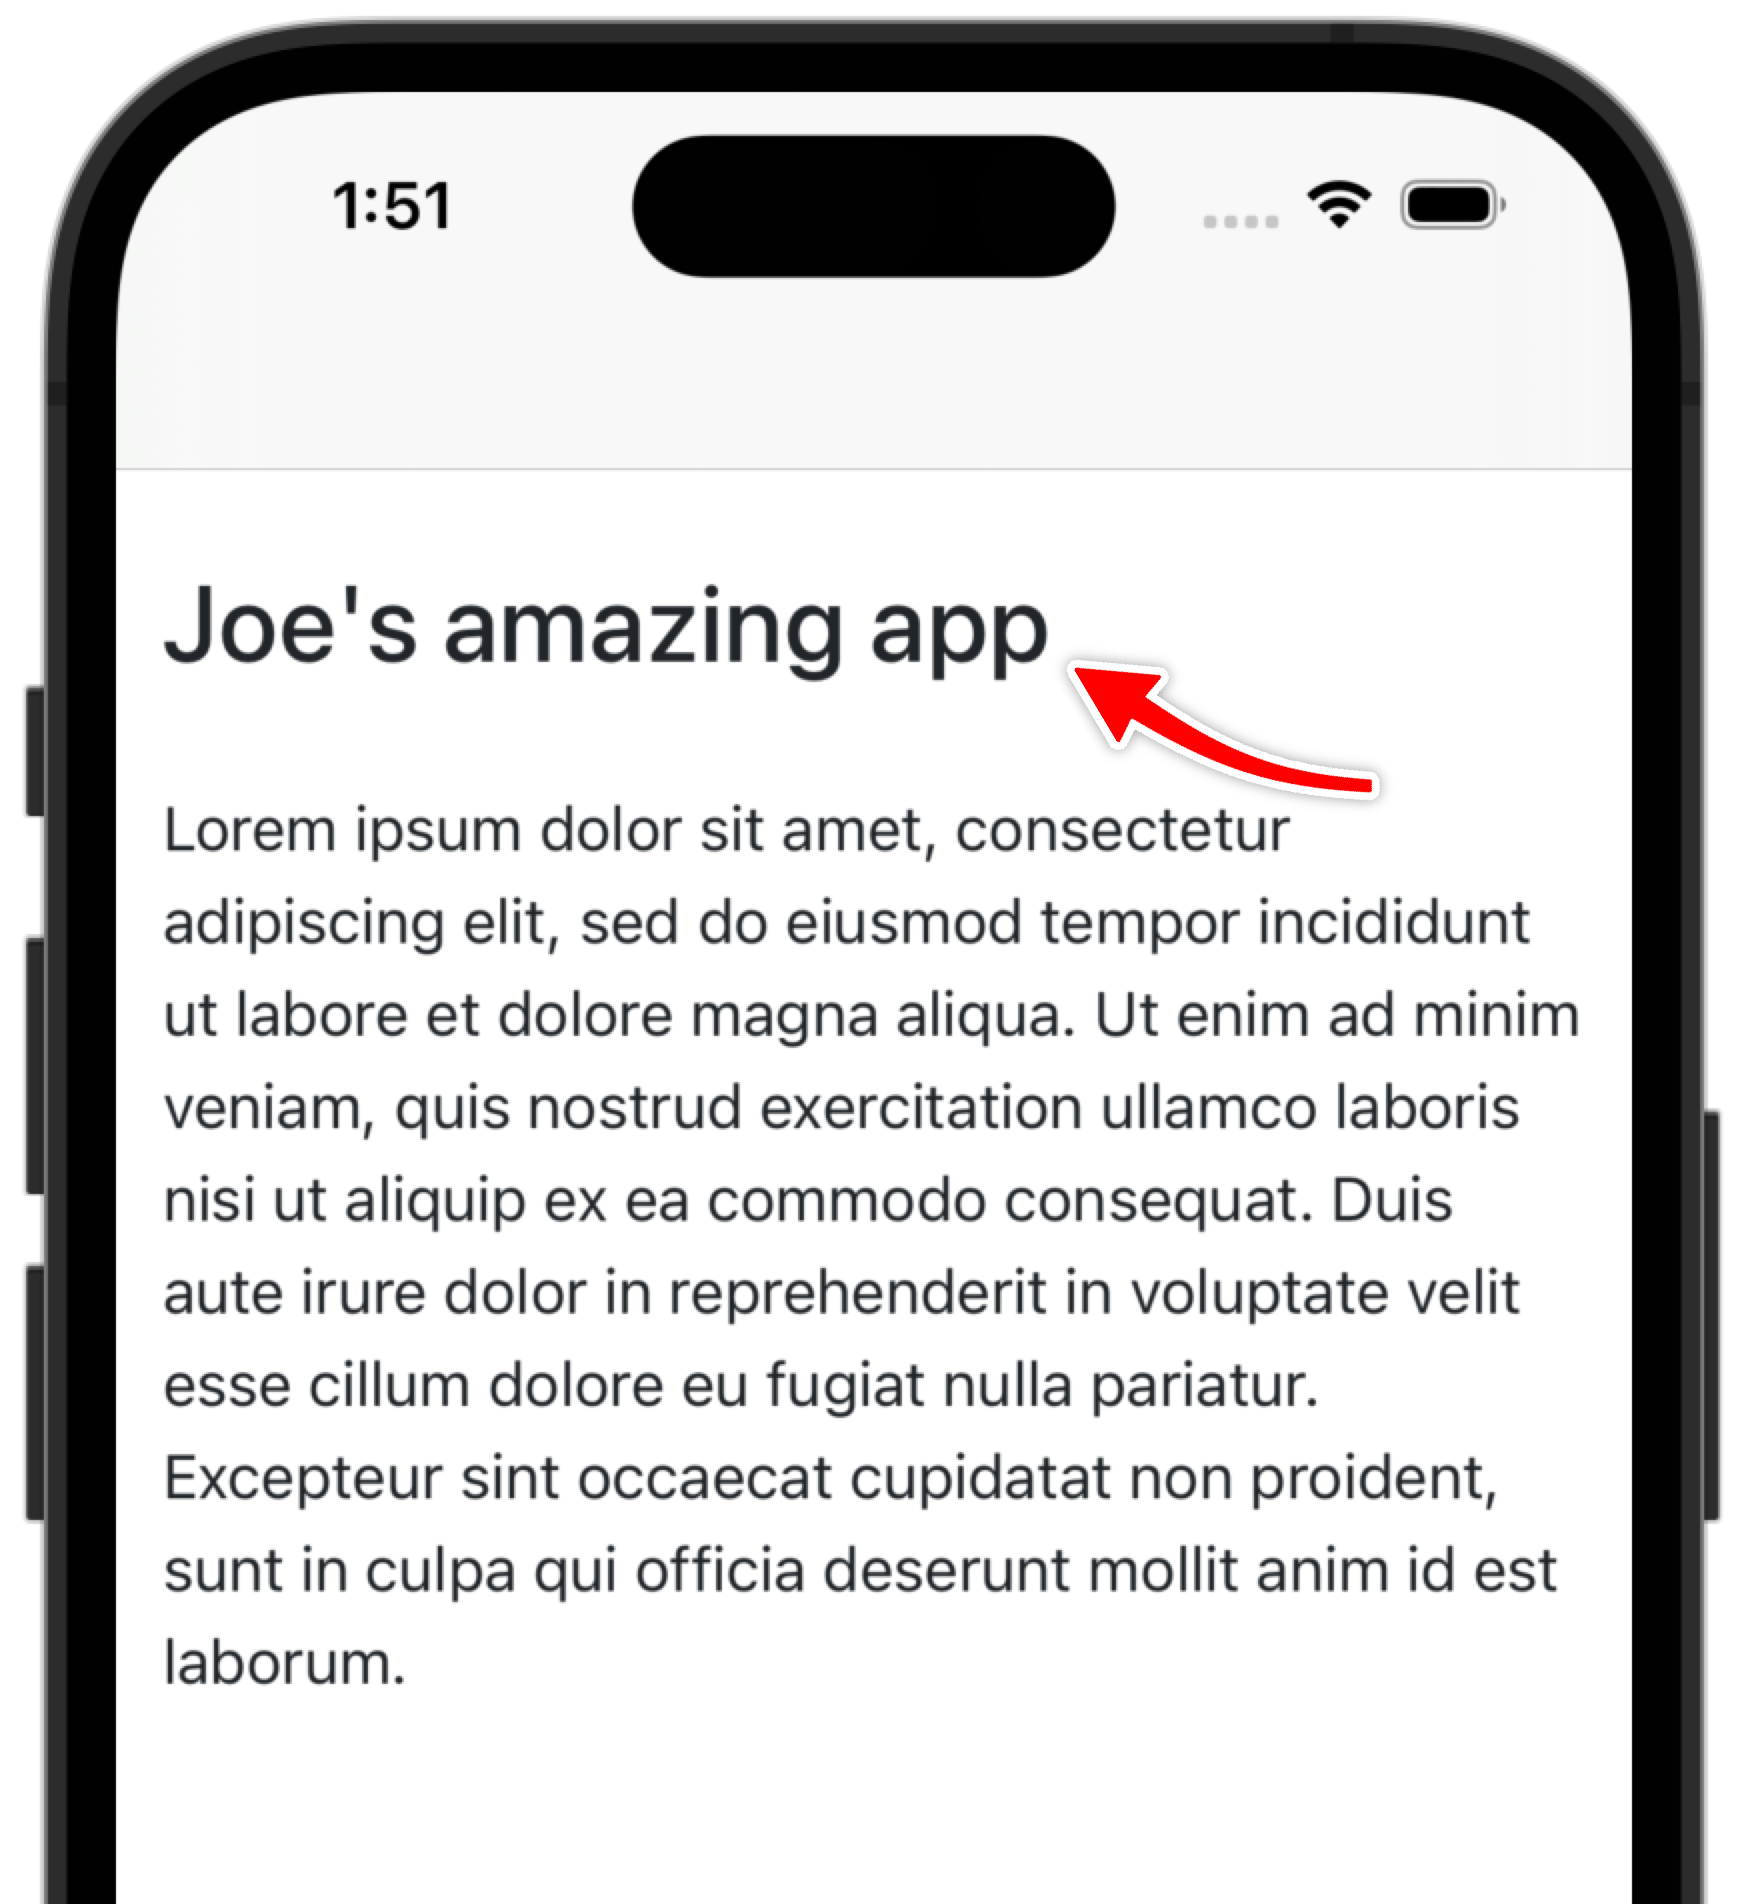 1:51
Joe's amazing app
Lorem ipsum dolor sit amet, consectetur
adipiscing elit, sed do eiusmod tempor incididunt
ut labore et dolore magna aliqua. Ut enim ad minim
veniam, quis nostrud exercitation ullamco laboris
nisi ut aliquip ex ea commodo consequat. Duis
aute irure dolor in reprehenderit in voluptate velit
esse cillum dolore eu fugiat nulla pariatur.
Excepteur sint occaecat cupidatat non proident,
sunt in culpa qui officia deserunt mollit anim id est
laborum.